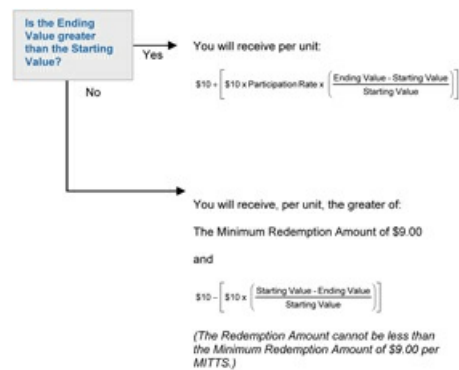 Is the Ending
Value greater
than the Starting
Value?
Yes
You will receive per unit:
$10 + [$10 x Participation Rate x (Ending Value - Starting Value
Starting Value)]
No
You will receive, per unit, the greater of:
The Minimum Redemption Amount of $9.00
and
$10 – [$10 x (Starting Value - Ending Value
Starting Value)]
(The Redemption Amount cannot be less than
the Minimum Redemption Amount of $9.00 per
MITTS.)